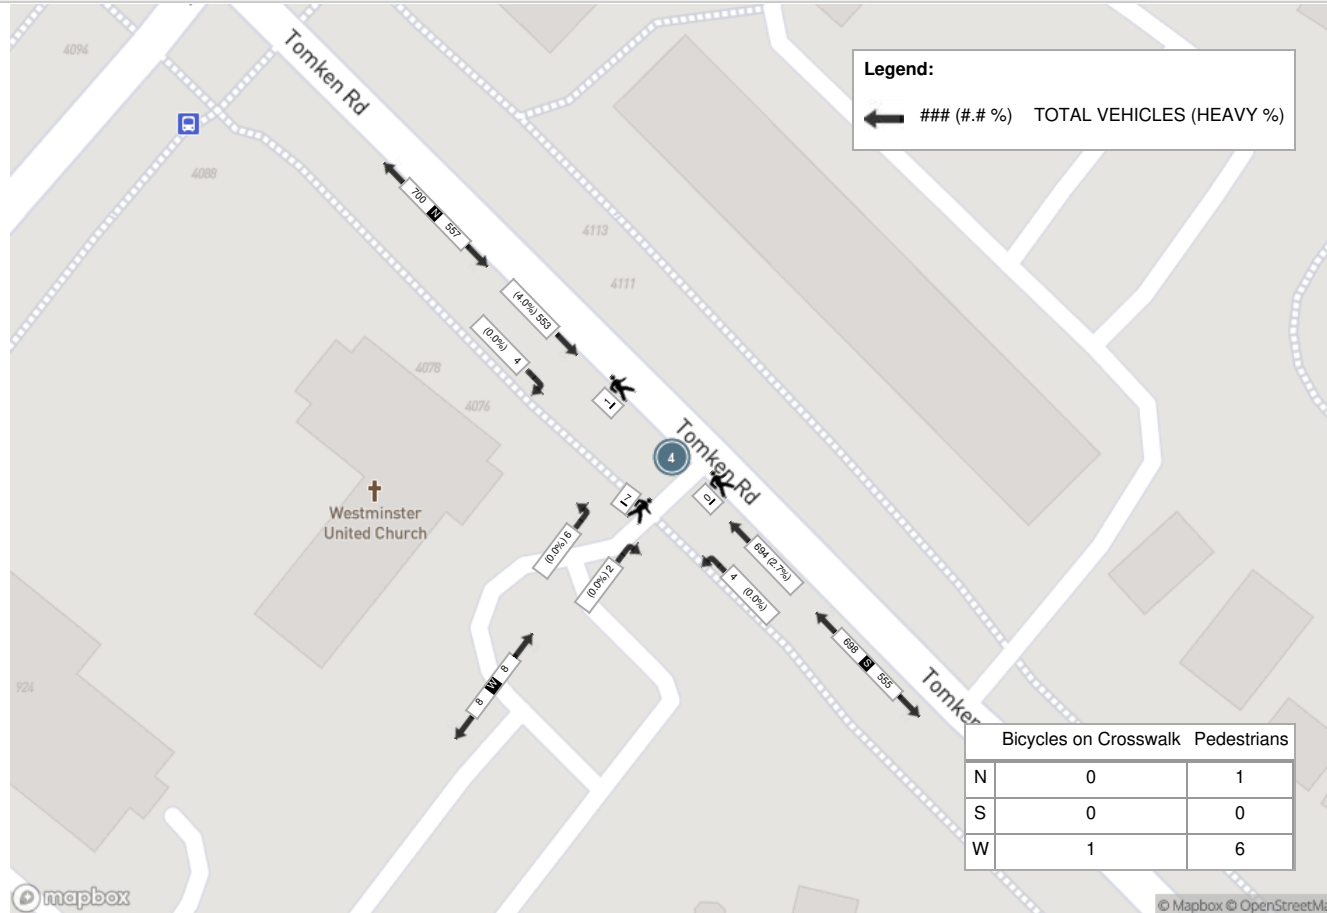 4094
Tomken Rd
Legend:
### (#.# %) TOTAL VEHICLES (HEAVY %)
4088
700 N 557
4113
4111
(4.0%) 553
(0.0%) 4
4078
4076
1
4
Tomken Rd
7
0
Westminster
United Church
(0.0%) 6
(0.0%) 2
694 (2.7%)
4 (0.0%)
698 S 555
8 W 8
924
Tomken
Bicycles on Crosswalk Pedestrians
N 0 1
S 0 0
W 1 6
mapbox
© Mapbox © OpenStreetMa